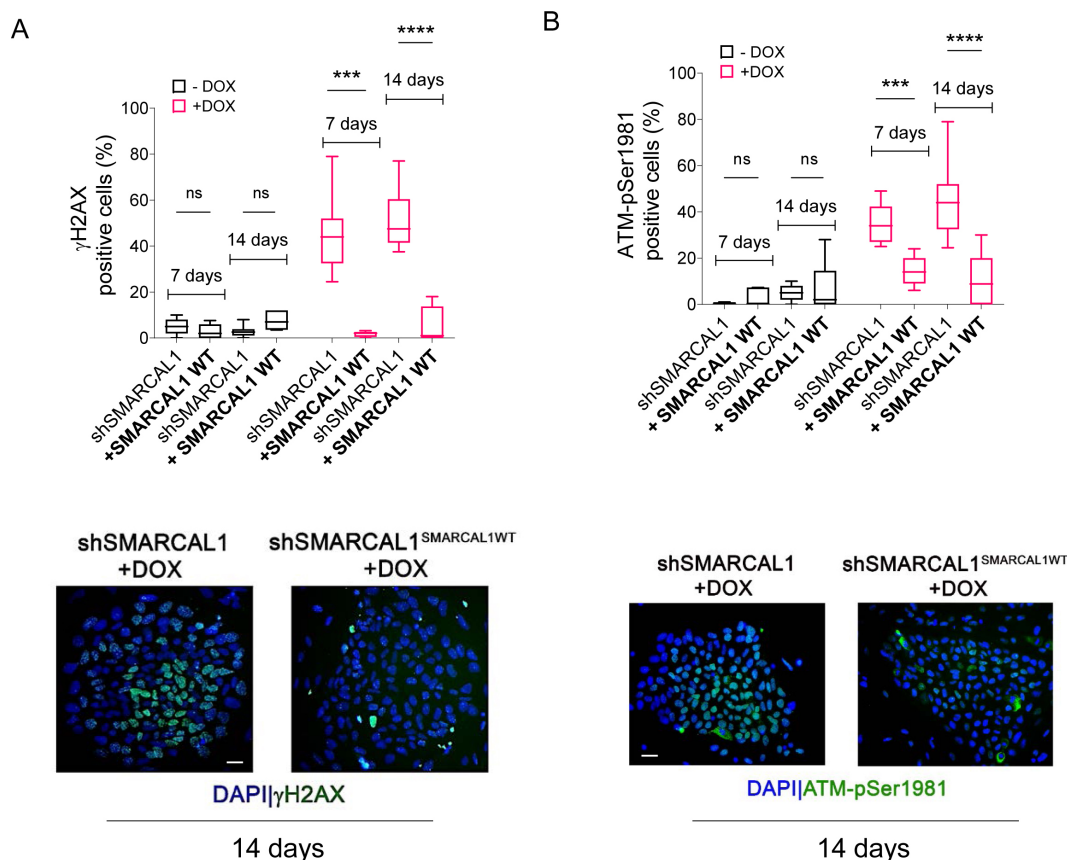 A
- DOX
+DOX
****
***
14 days
7 days
ns
ns
14 days
7 days
γH2AX
positive cells (%)
100
80
60
40
20
0
shSMARCAL1
+SMARCAL1 WT
shSMARCAL1
+ SMARCAL1 WT
shSMARCAL1
+SMARCAL1 WT
shSMARCAL1
+ SMARCAL1 WT
shSMARCAL1
+DOX
shSMARCAL1SMARCAL1WT
+DOX
DAPI|γH2AX
14 days
B
- DOX
+DOX
****
***
14 days
7 days
ns
ns
14 days
7 days
ATM-pSer1981
positive cells (%)
100
80
60
40
20
0
shSMARCAL1
+ SMARCAL1 WT
shSMARCAL1
+ SMARCAL1 WT
shSMARCAL1
+ SMARCAL1 WT
shSMARCAL1
+ SMARCAL1 WT
shSMARCAL1
+DOX
shSMARCAL1SMARCAL1WT
+DOX
DAPI|ATM-pSer1981
14 days